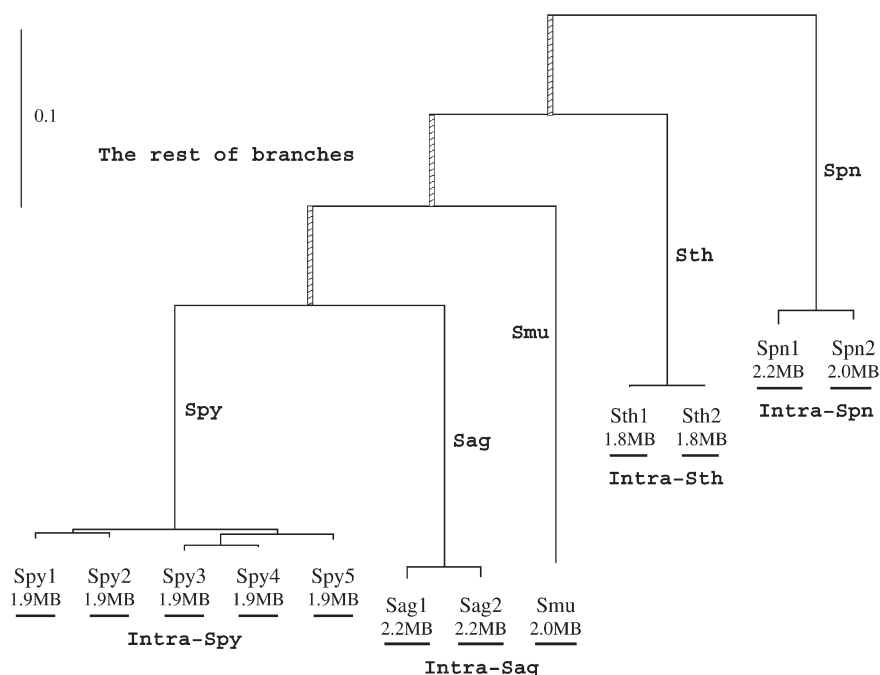 0.1
The rest of branches
Spn
Sth
Smu
Spy
Sag
Spn1 Spn2
2.2MB 2.0MB
Intra-Spn
Sth1 Sth2
1.8MB 1.8MB
Intra-Sth
Spy1 Spy2 Spy3 Spy4 Spy5
1.9MB 1.9MB 1.9MB 1.9MB 1.9MB
Intra-Spy
Sag1 Sag2 Smu
2.2MB 2.2MB 2.0MB
Intra-Sag